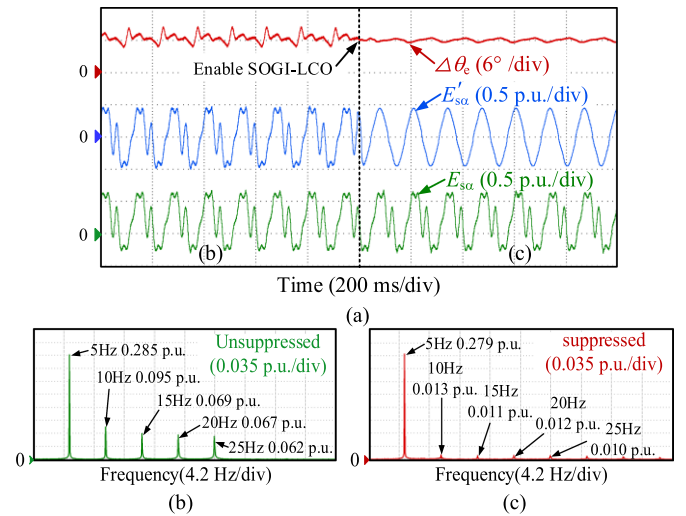 0
Enable SOGI-LCO
Δθe (6° /div)
E′sα (0.5 p.u./div)
0
Esα (0.5 p.u./div)
0
(b)
(c)
Time (200 ms/div)
(a)
Unsuppressed
(0.035 p.u./div)
5Hz 0.285 p.u.
10Hz 0.095 p.u.
15Hz 0.069 p.u.
20Hz 0.067 p.u.
25Hz 0.062 p.u.
0
Frequency(4.2 Hz/div)
(b)
suppressed
(0.035 p.u./div)
5Hz 0.279 p.u.
10Hz
0.013 p.u.
15Hz
0.011 p.u.
20Hz
0.012 p.u.
25Hz
0.010 p.u.
0
Frequency(4.2 Hz/div)
(c)